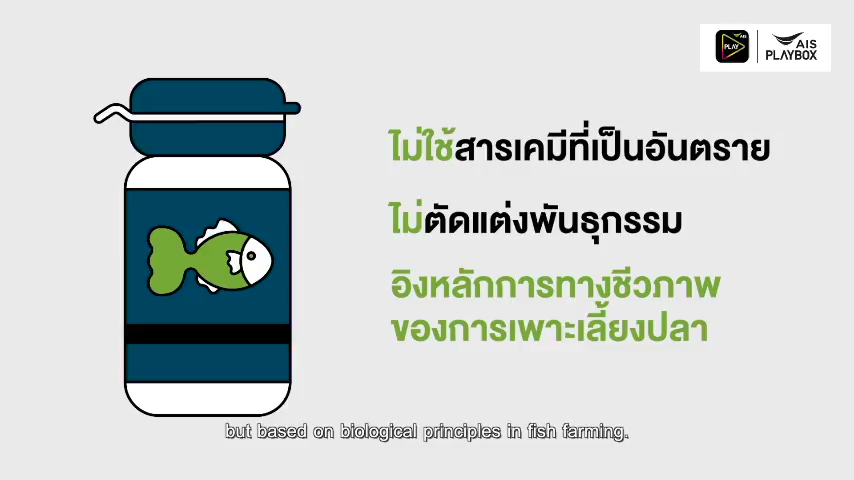 AIS
PLAY
AIS
PLAYBOX
ไม่ใช้สารเคมีที่เป็นอันตราย
ไม่ตัดแต่งพันธุกรรม
อิงหลักการทางชีวภาพ
ของการเพาะเลี้ยงปลา
but based on biological principles in fish farming.